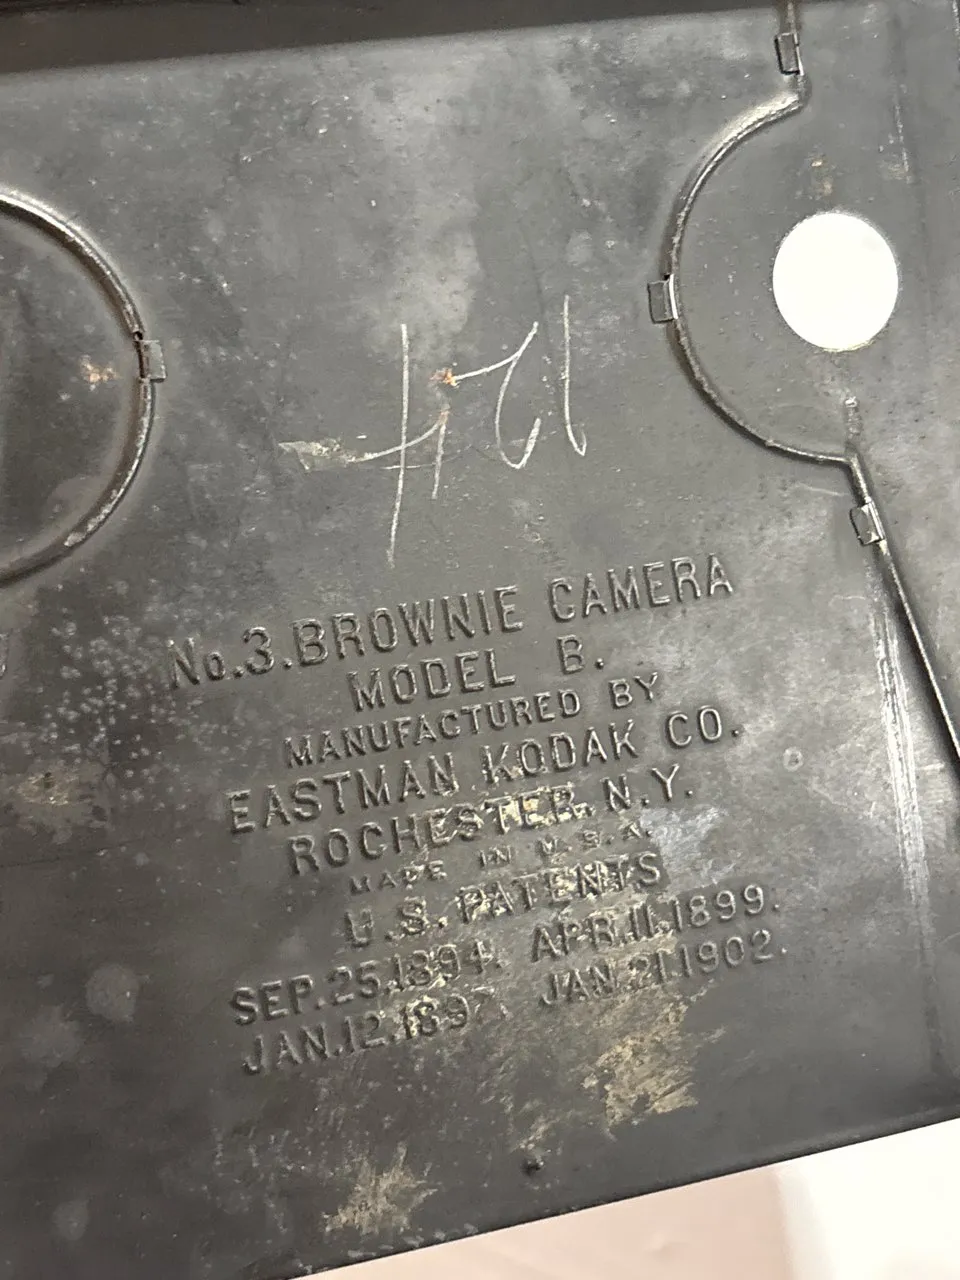 No. 3. BROWNIE CAMERA
MODEL B.
MANUFACTURED BY
EASTMAN KODAK CO.
ROCHESTER, N.Y.
MADE IN U.S.A.
U.S. PATENTS
SEP. 25. 1894. APR. 11. 1899.
JAN. 12. 1897. JAN. 21. 1902.